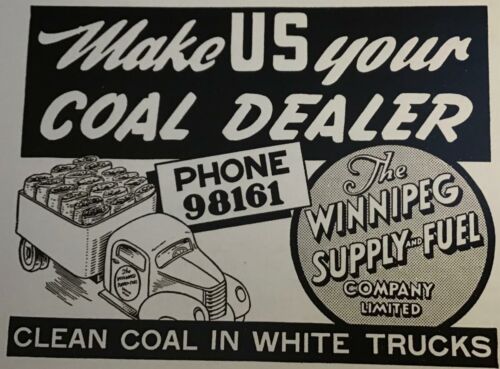 Make US your
COAL DEALER
PHONE
98161
The
WINNIPEG
SUPPLY AND FUEL
COMPANY
LIMITED
CLEAN COAL IN WHITE TRUCKS